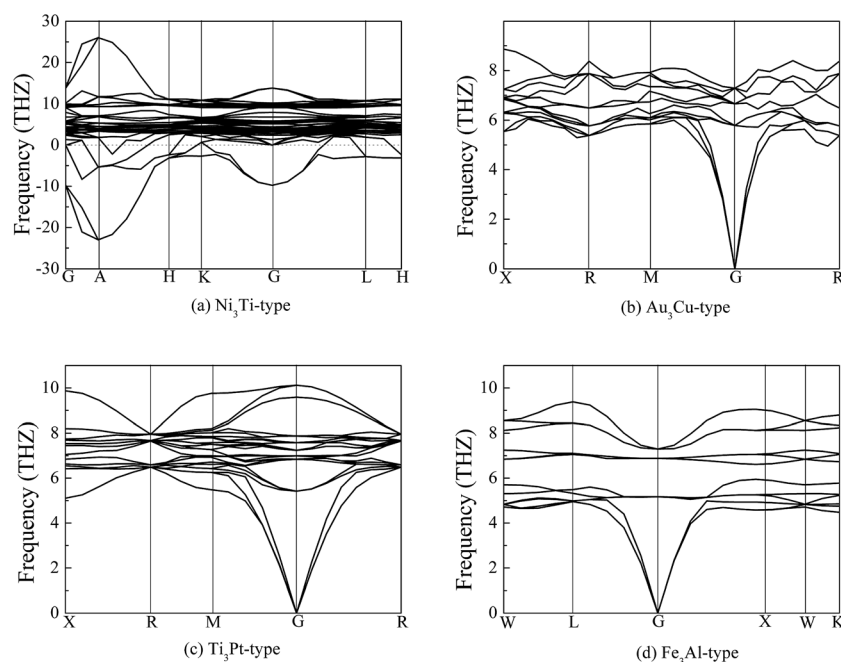 30
20
10
0
-10
-20
-30
Frequency (THZ)
G A H K G L H
(a) Ni₃Ti-type
8
6
4
2
0
Frequency (THZ)
X R M G R
(b) Au₃Cu-type
10
8
6
4
2
0
Frequency (THZ)
X R M G R
(c) Ti₃Pt-type
10
8
6
4
2
0
Frequency (THZ)
W L G X W K
(d) Fe₃Al-type